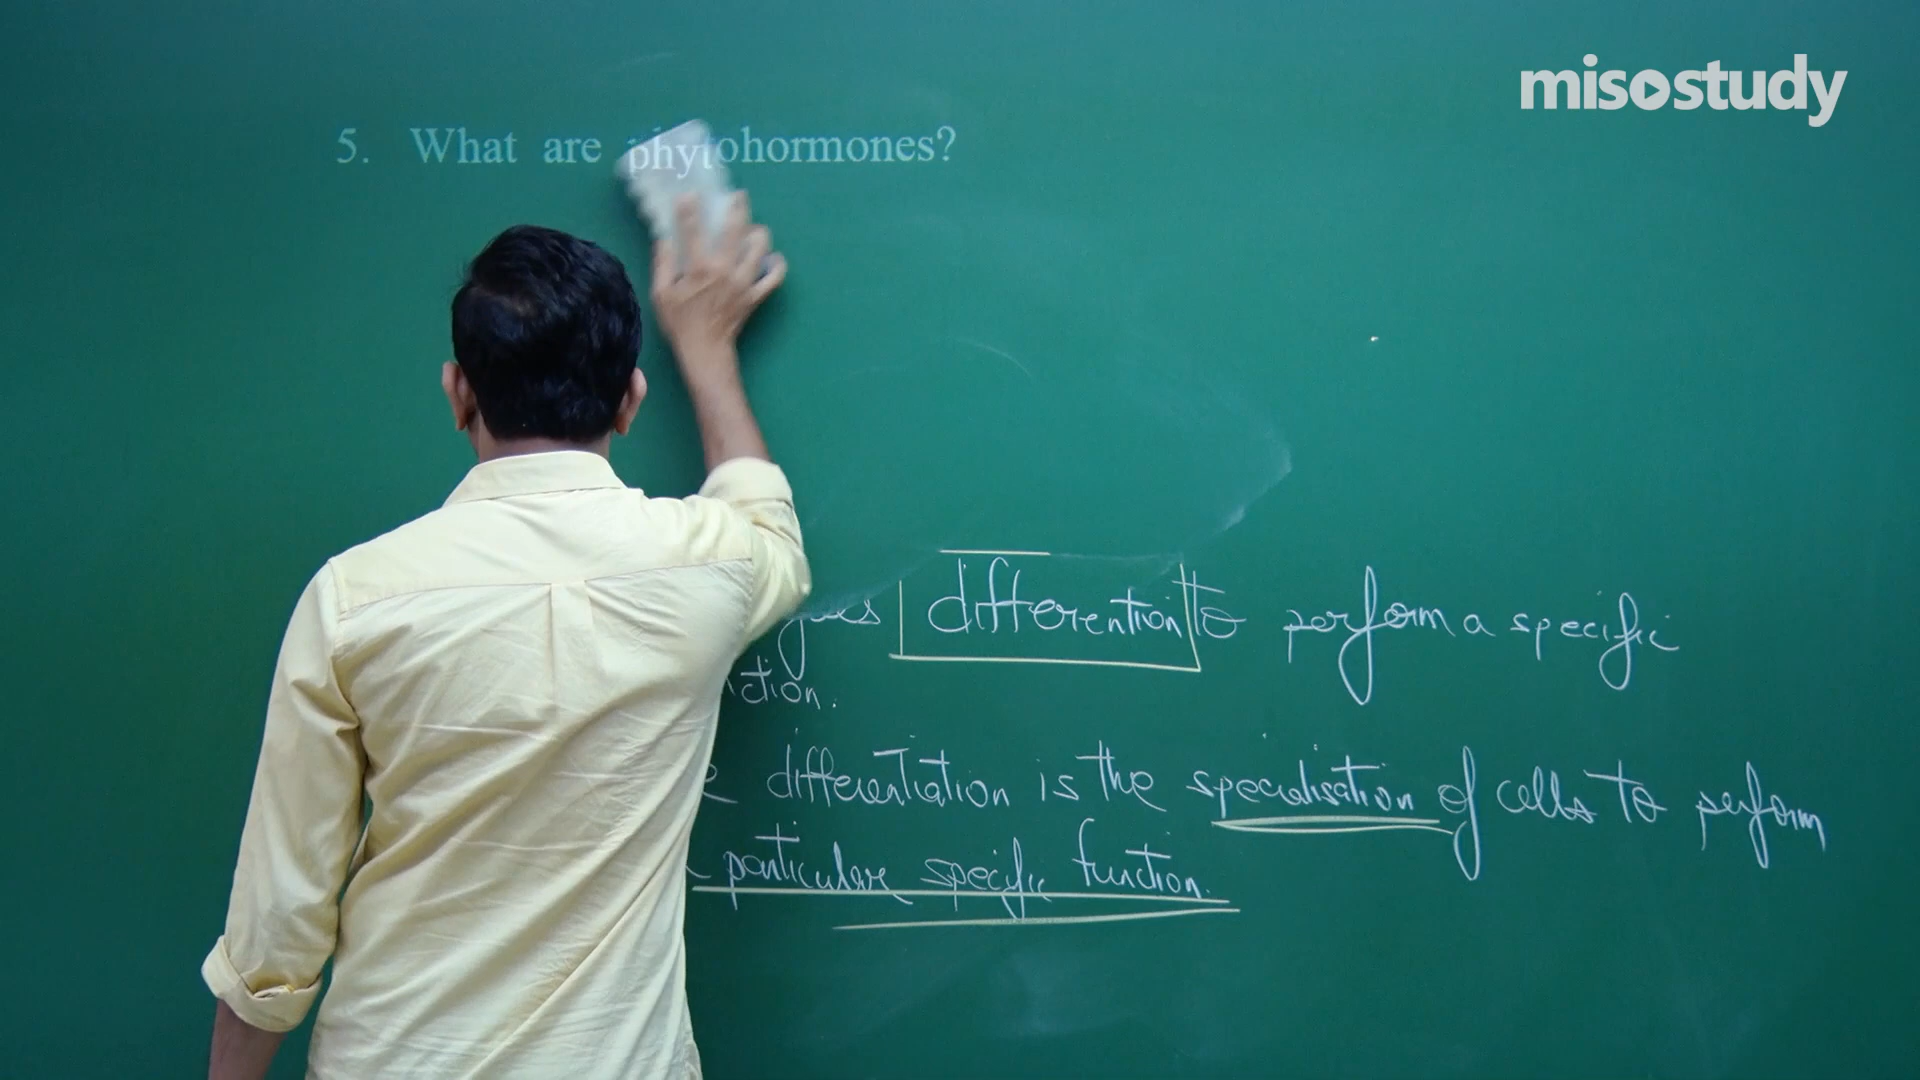 misostudy
5. What are phytohormones?
differention to perform a specific
ction.
differentiation is the specialisation of cells to perform
particular specific function.